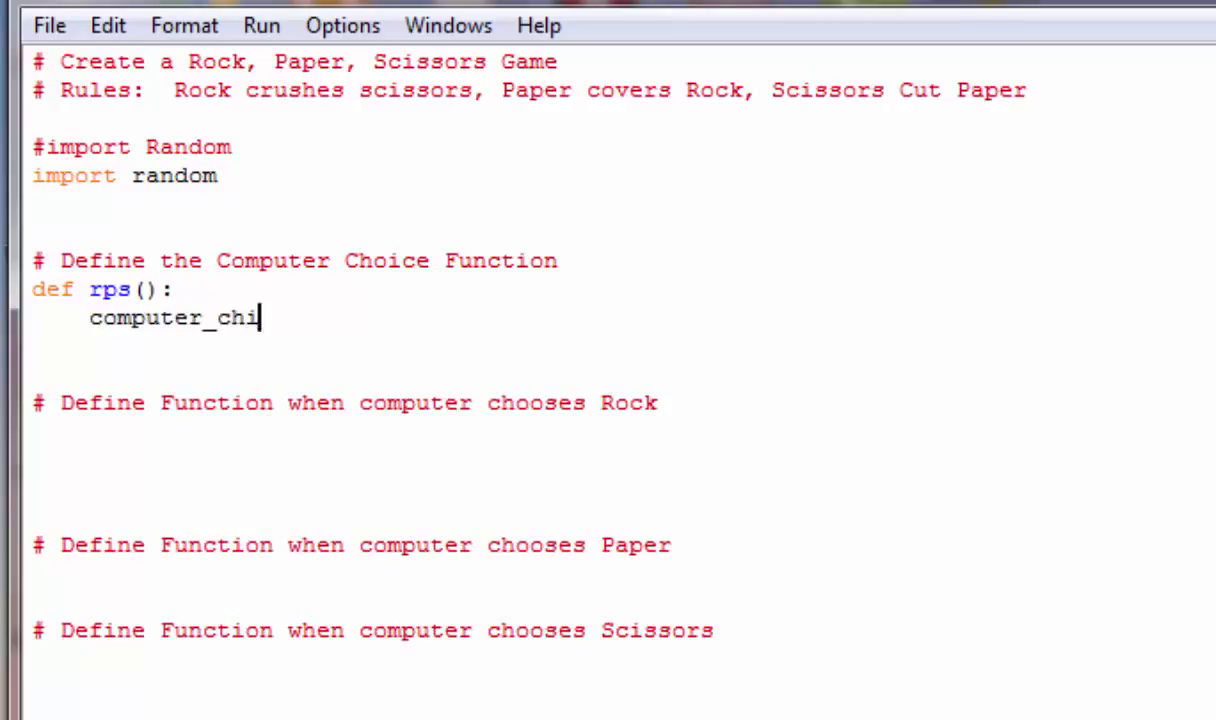 File Edit Format Run Options Windows Help
# Create a Rock, Paper, Scissors Game
# Rules:  Rock crushes scissors, Paper covers Rock, Scissors Cut Paper
#import Random
import random
# Define the Computer Choice Function
def rps():
    computer_chi
# Define Function when computer chooses Rock
# Define Function when computer chooses Paper
# Define Function when computer chooses Scissors